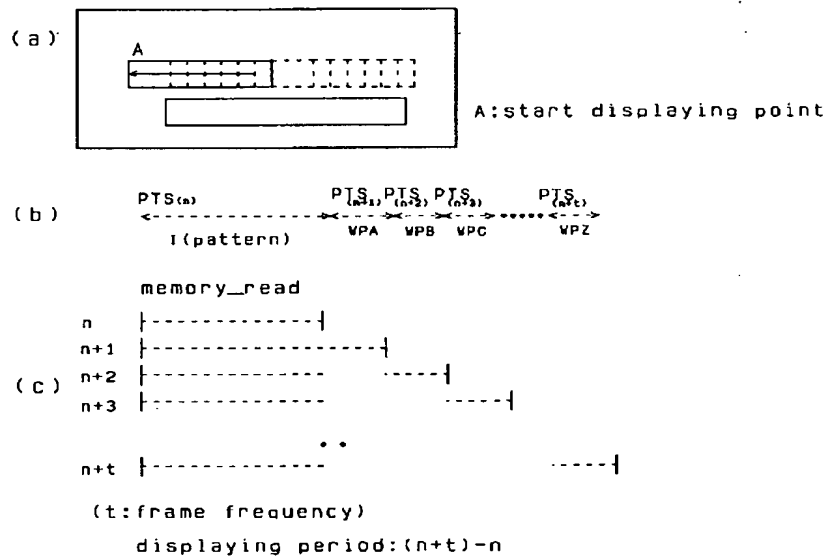 (a)
A
A:start displaying point
(b)
PTS(n) PTS(n+1) PTS(n+2) PTS(n+3) PTS(n+t)
I(pattern) WPA WPB WPC WPZ
memory_read
n
n+1
n+2
(c)
n+3
n+t
(t:frame frequency)
displaying period:(n+t)-n